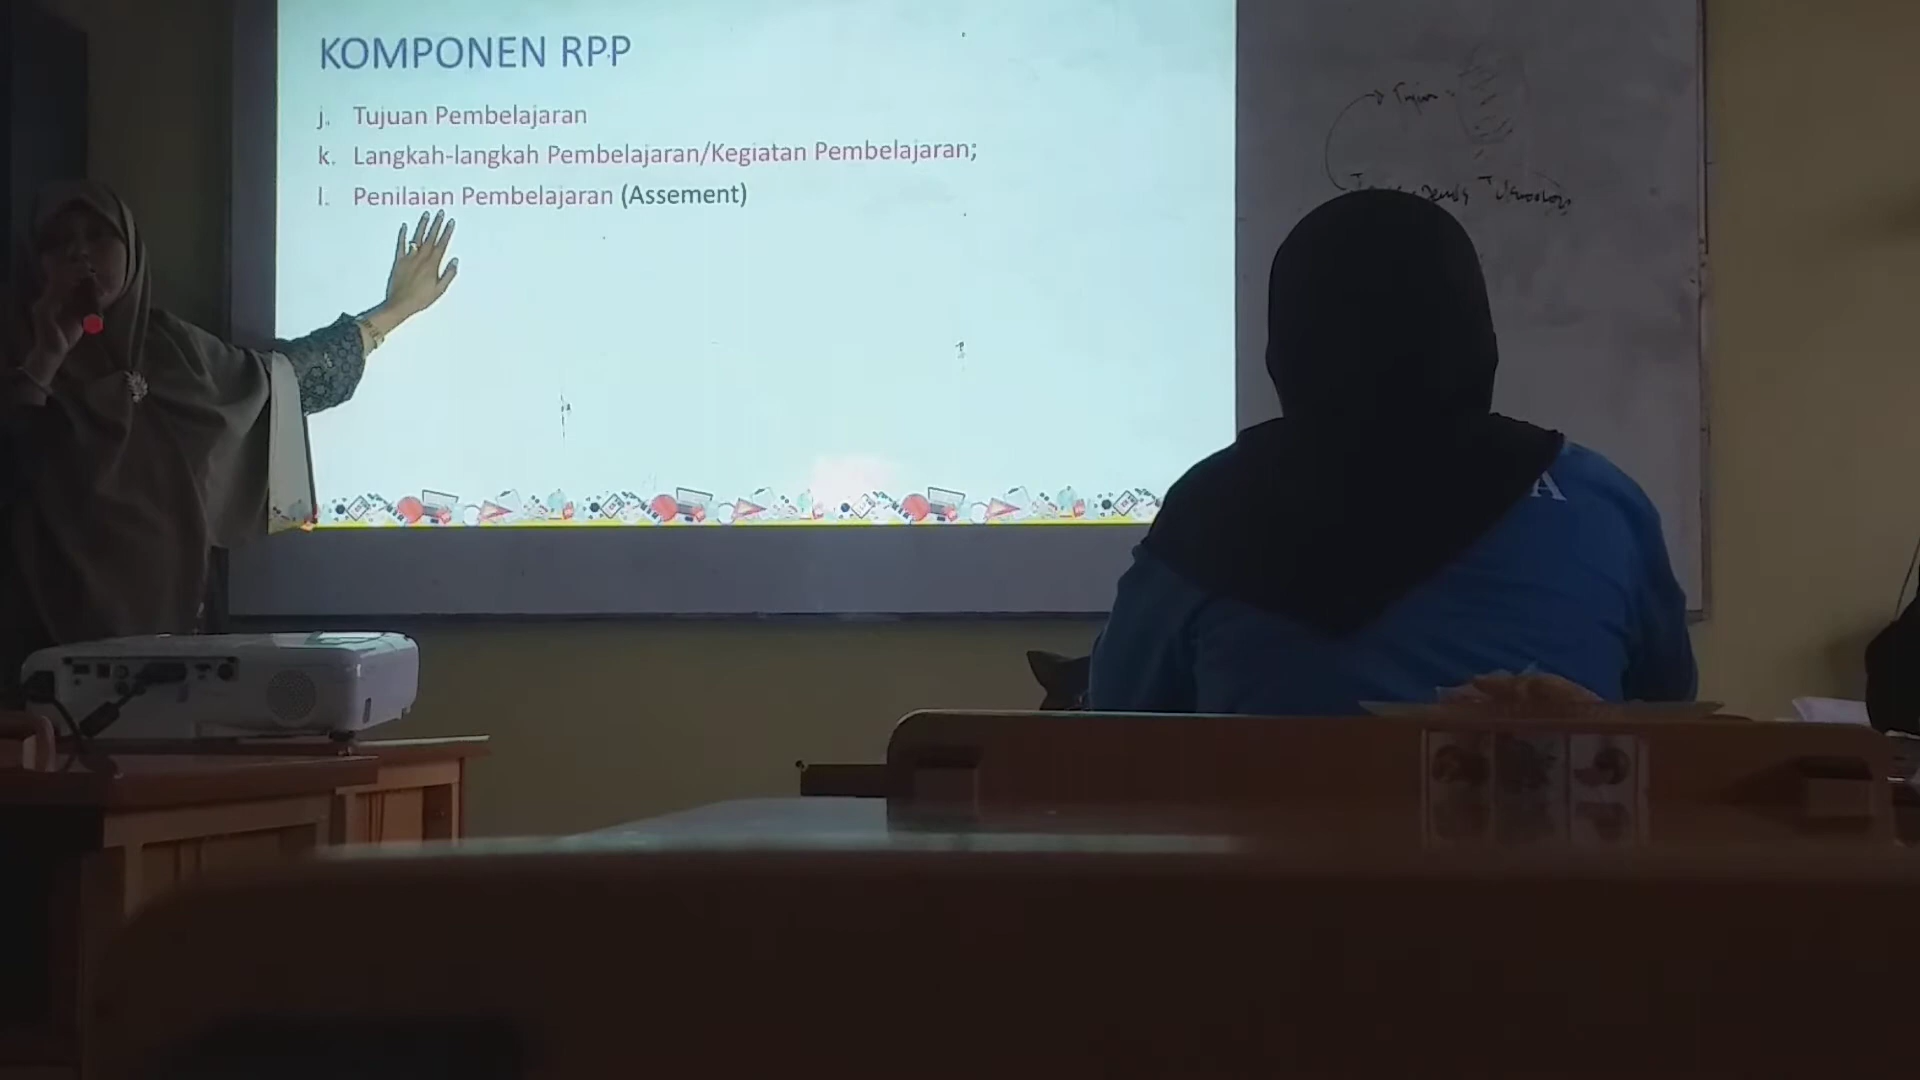 KOMPONEN RPP
j. Tujuan Pembelajaran
k. Langkah-langkah Pembelajaran/Kegiatan Pembelajaran;
l. Penilaian Pembelajaran (Assement)
A